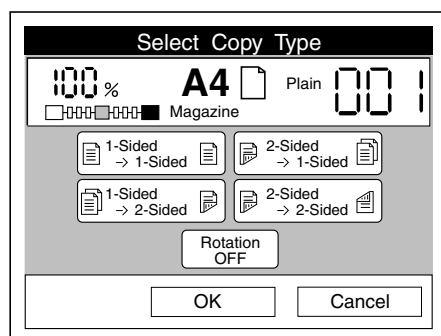 Select Copy Type
100 % A4 Plain 001
Magazine
1-Sided
→ 1-Sided
2-Sided
→ 1-Sided
1-Sided
→ 2-Sided
2-Sided
→ 2-Sided
Rotation
OFF
OK Cancel